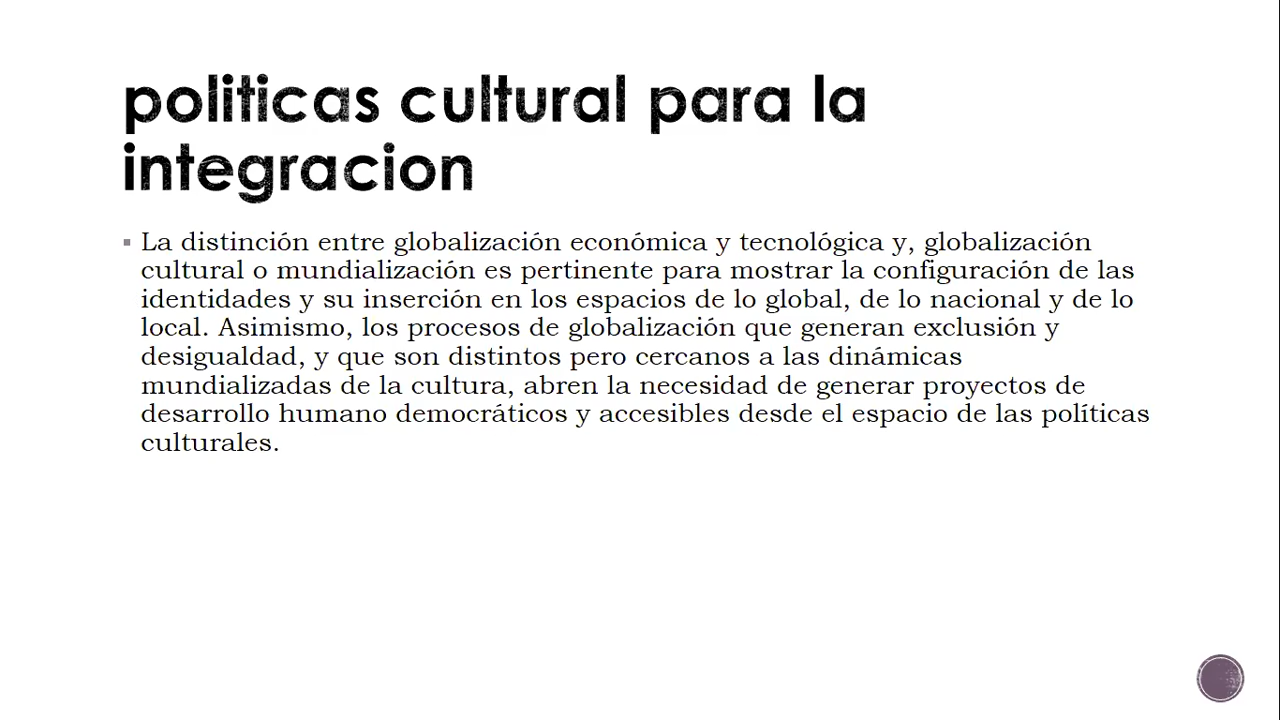 politicas cultural para la
integracion
La distinción entre globalización económica y tecnológica y, globalización
cultural o mundialización es pertinente para mostrar la configuración de las
identidades y su inserción en los espacios de lo global, de lo nacional y de lo
local. Asimismo, los procesos de globalización que generan exclusión y
desigualdad, y que son distintos pero cercanos a las dinámicas
mundializadas de la cultura, abren la necesidad de generar proyectos de
desarrollo humano democráticos y accesibles desde el espacio de las políticas
culturales.